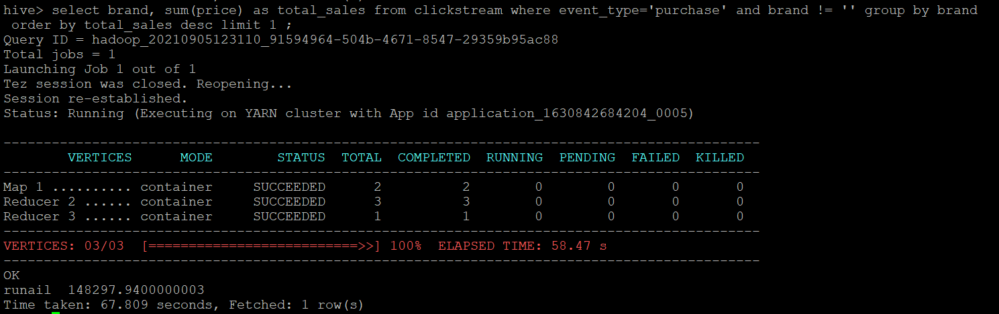 hive> select brand, sum(price) as total_sales from clickstream where event_type='purchase' and brand != '' group by brand
 order by total_sales desc limit 1 ;
Query ID = hadoop_20210905123110_91594964-504b-4671-8547-29359b95ac88
Total jobs = 1
Launching Job 1 out of 1
Tez session was closed. Reopening...
Session re-established.
Status: Running (Executing on YARN cluster with App id application_1630842684204_0005)
----------------------------------------------------------------------------------------------
        VERTICES      MODE        STATUS  TOTAL  COMPLETED  RUNNING  PENDING  FAILED  KILLED
----------------------------------------------------------------------------------------------
Map 1 .......... container     SUCCEEDED      2          2        0        0       0       0
Reducer 2 ...... container     SUCCEEDED      3          3        0        0       0       0
Reducer 3 ...... container     SUCCEEDED      1          1        0        0       0       0
----------------------------------------------------------------------------------------------
VERTICES: 03/03  [==========================>>] 100%  ELAPSED TIME: 58.47 s
----------------------------------------------------------------------------------------------
OK
runail  148297.9400000003
Time taken: 67.809 seconds, Fetched: 1 row(s)